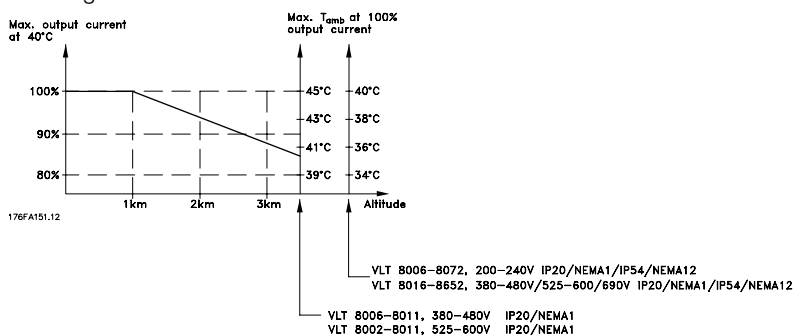 Max. output current
at 40°C
Max. Tamb at 100%
output current
100%
90%
80%
45°C
43°C
41°C
39°C
40°C
38°C
36°C
34°C
1km
2km
3km
Altitude
176FA151.12
VLT 8006-8072, 200-240V IP20/NEMA1/IP54/NEMA12
VLT 8016-8652, 380-480V/525-600/690V IP20/NEMA1/IP54/NEMA12
VLT 8006-8011, 380-480V IP20/NEMA1
VLT 8002-8011, 525-600V IP20/NEMA1